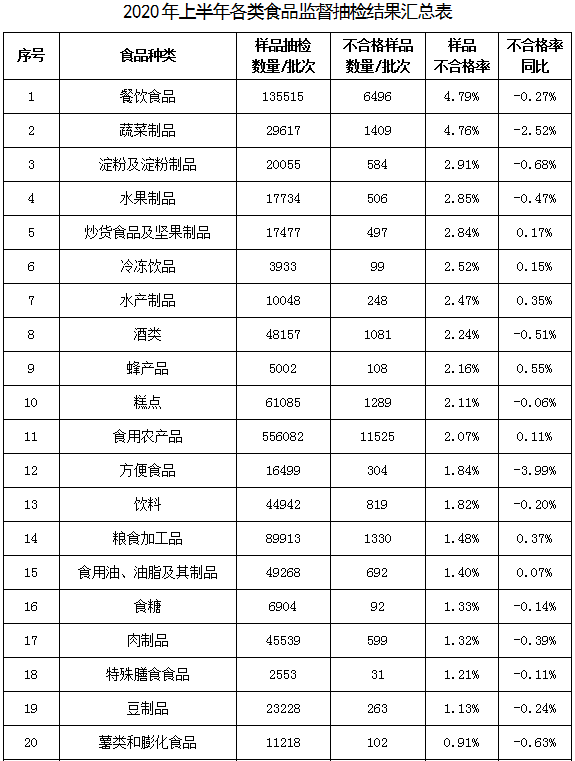 2020年上半年各类食品监督抽检结果汇总表
序号 食品种类 样品抽检数量/批次 不合格样品数量/批次 样品不合格率 不合格率同比
1 餐饮食品 135515 6496 4.79% -0.27%
2 蔬菜制品 29617 1409 4.76% -2.52%
3 淀粉及淀粉制品 20055 584 2.91% -0.68%
4 水果制品 17734 506 2.85% -0.47%
5 炒货食品及坚果制品 17477 497 2.84% 0.17%
6 冷冻饮品 3933 99 2.52% 0.15%
7 水产制品 10048 248 2.47% 0.35%
8 酒类 48157 1081 2.24% -0.51%
9 蜂产品 5002 108 2.16% 0.55%
10 糕点 61085 1289 2.11% -0.06%
11 食用农产品 556082 11525 2.07% 0.11%
12 方便食品 16499 304 1.84% -3.99%
13 饮料 44942 819 1.82% -0.20%
14 粮食加工品 89913 1330 1.48% 0.37%
15 食用油、油脂及其制品 49268 692 1.40% 0.07%
16 食糖 6904 92 1.33% -0.14%
17 肉制品 45539 599 1.32% -0.39%
18 特殊膳食食品 2553 31 1.21% -0.11%
19 豆制品 23228 263 1.13% -0.24%
20 薯类和膨化食品 11218 102 0.91% -0.63%